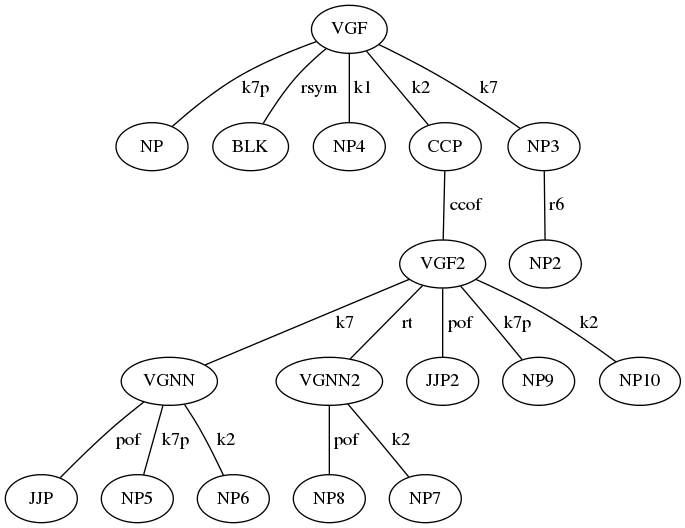 VGF
k7p rsym k1 k2 k7
NP BLK NP4 CCP NP3
ccof r6
VGF2 NP2
k7 rt pof k7p k2
VGNN VGNN2 JJP2 NP9 NP10
pof k7p k2 pof k2
JJP NP5 NP6 NP8 NP7